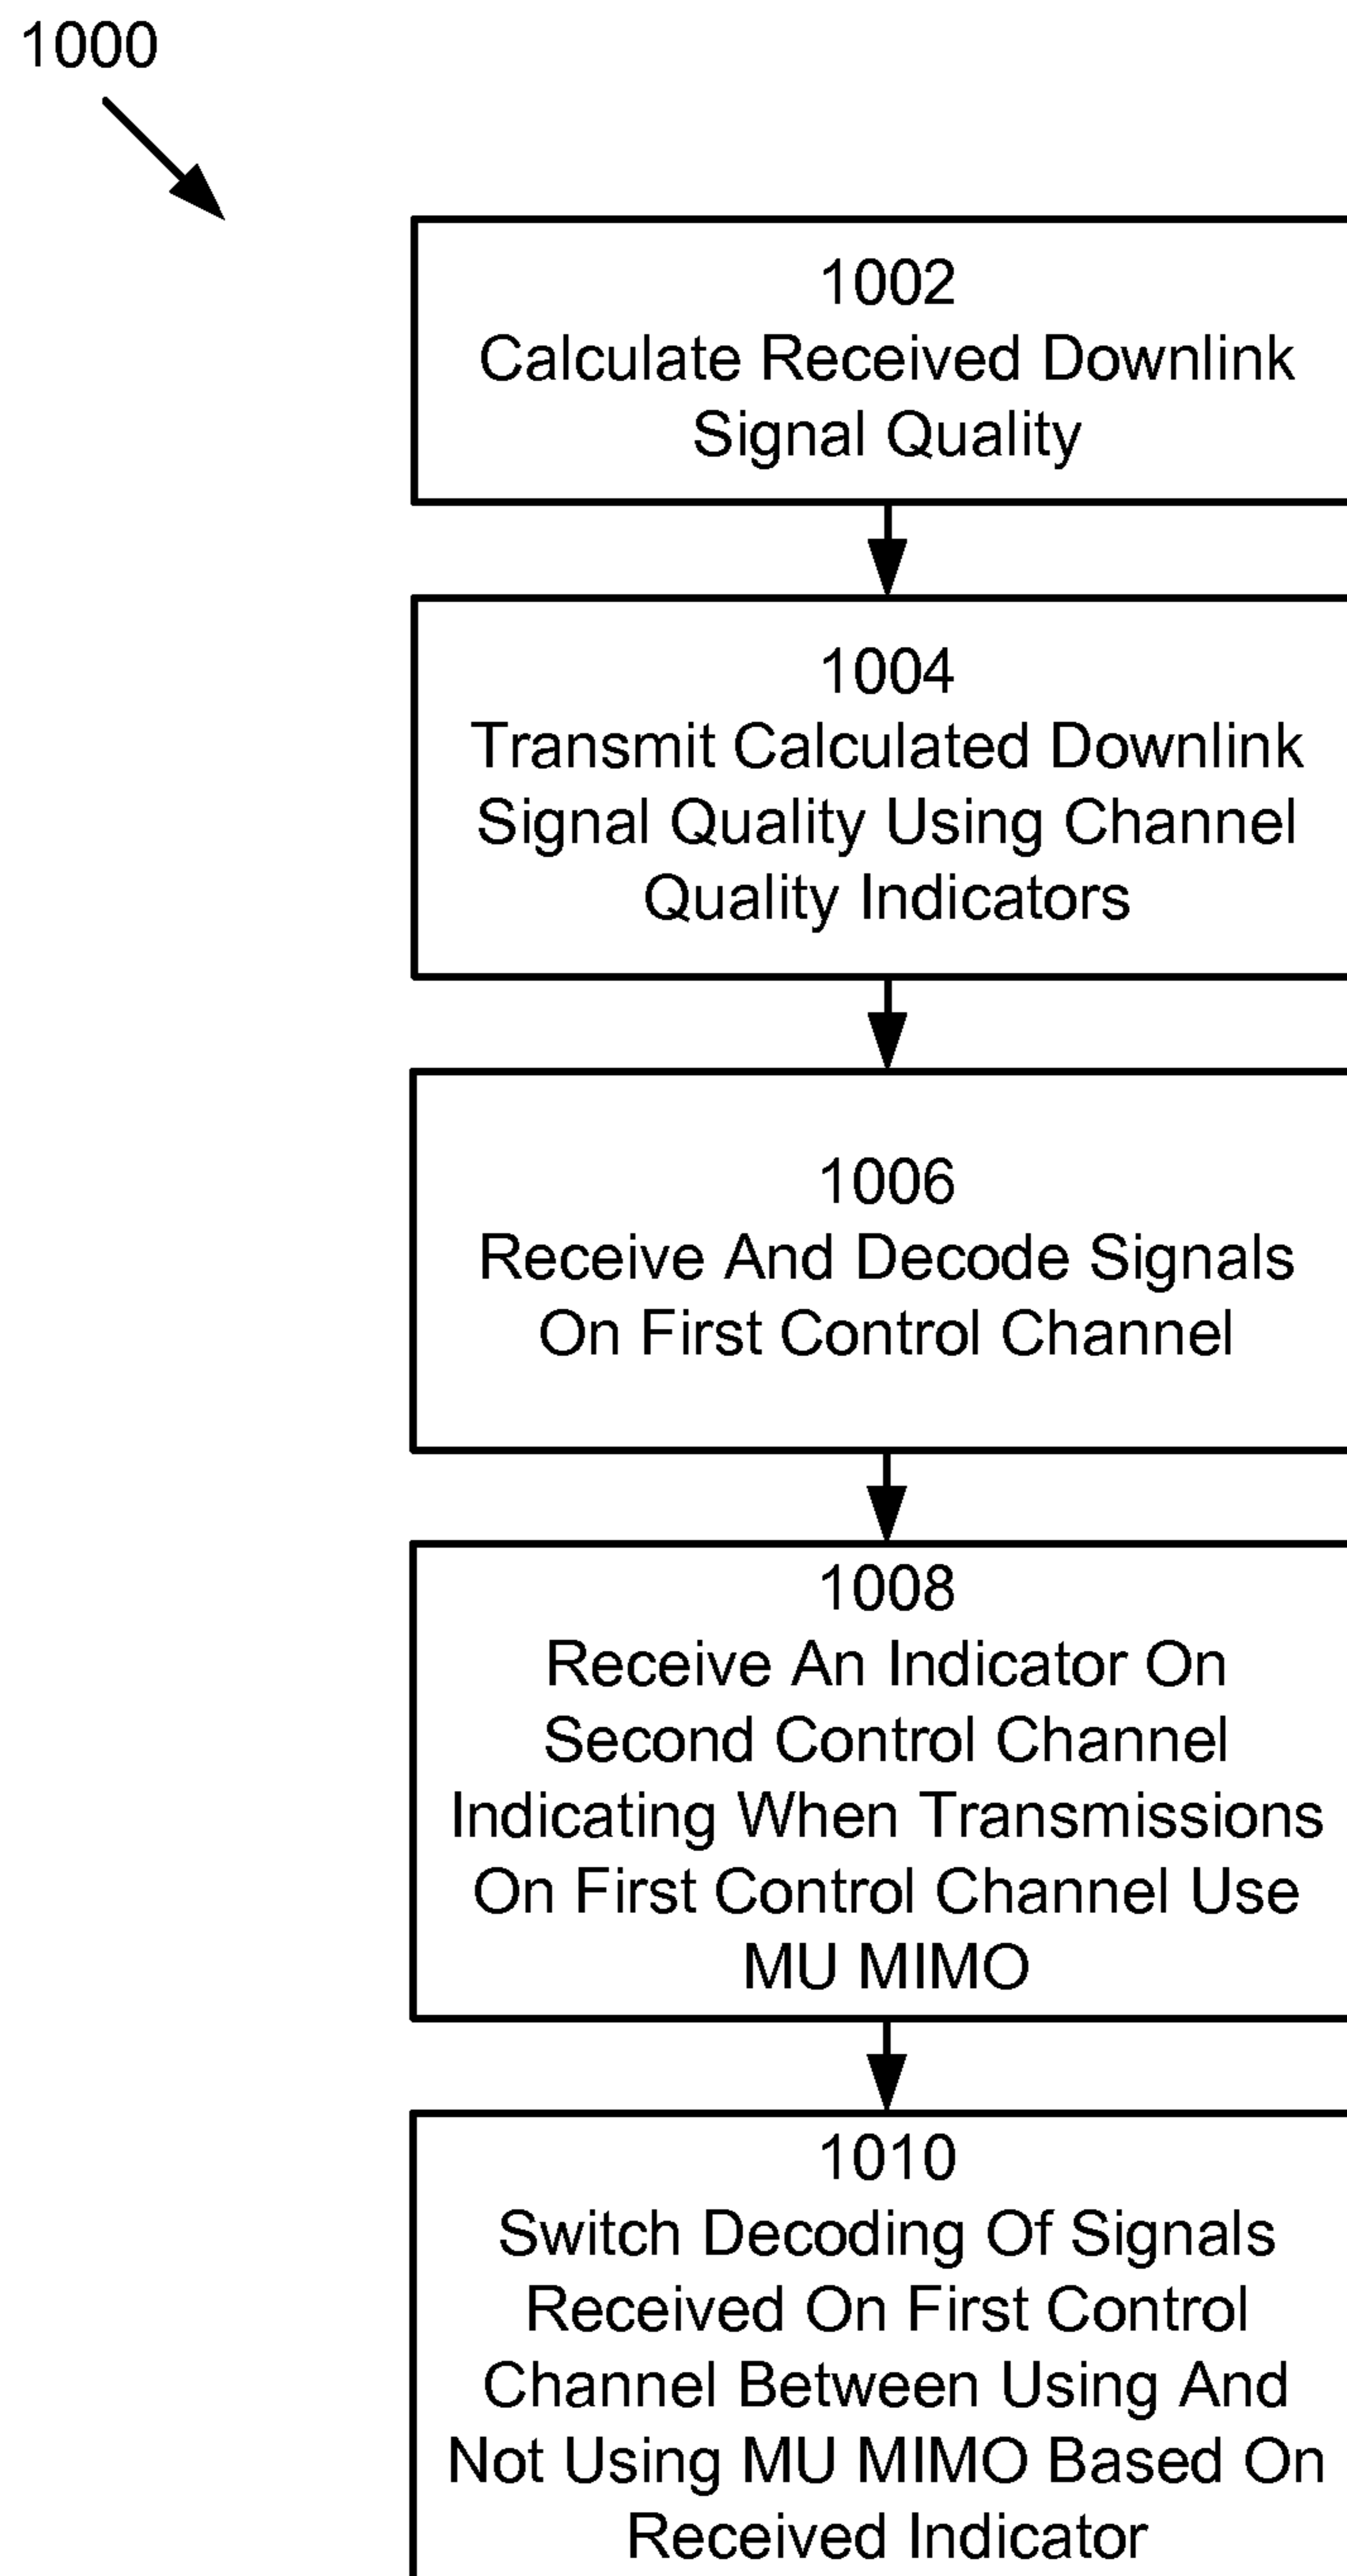 1000
1002
Calculate Received Downlink
Signal Quality
1004
Transmit Calculated Downlink
Signal Quality Using Channel
Quality Indicators
1006
Receive And Decode Signals
On First Control Channel
1008
Receive An Indicator On
Second Control Channel
Indicating When Transmissions
On First Control Channel Use
MU MIMO
1010
Switch Decoding Of Signals
Received On First Control
Channel Between Using And
Not Using MU MIMO Based On
Received Indicator